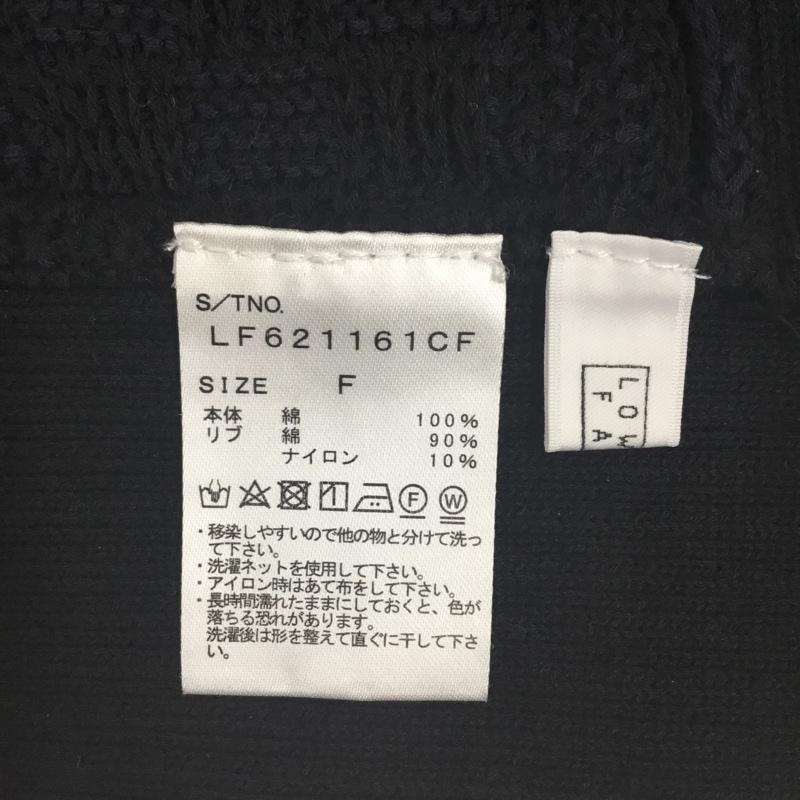 S/TNO.
LF621161CF
SIZE F
本体 綿 100%
リブ 綿 90%
ナイロン 10%
F W
・移染しやすいので他の物と分けて洗っ
て下さい。
・洗濯ネットを使用して下さい。
・アイロン時はあて布をして下さい。
・長時間濡れたままにしておくと、色が
落ちる恐れがあります。
洗濯後は形を整えて直ぐに干して下さ
い。
LOW
FA